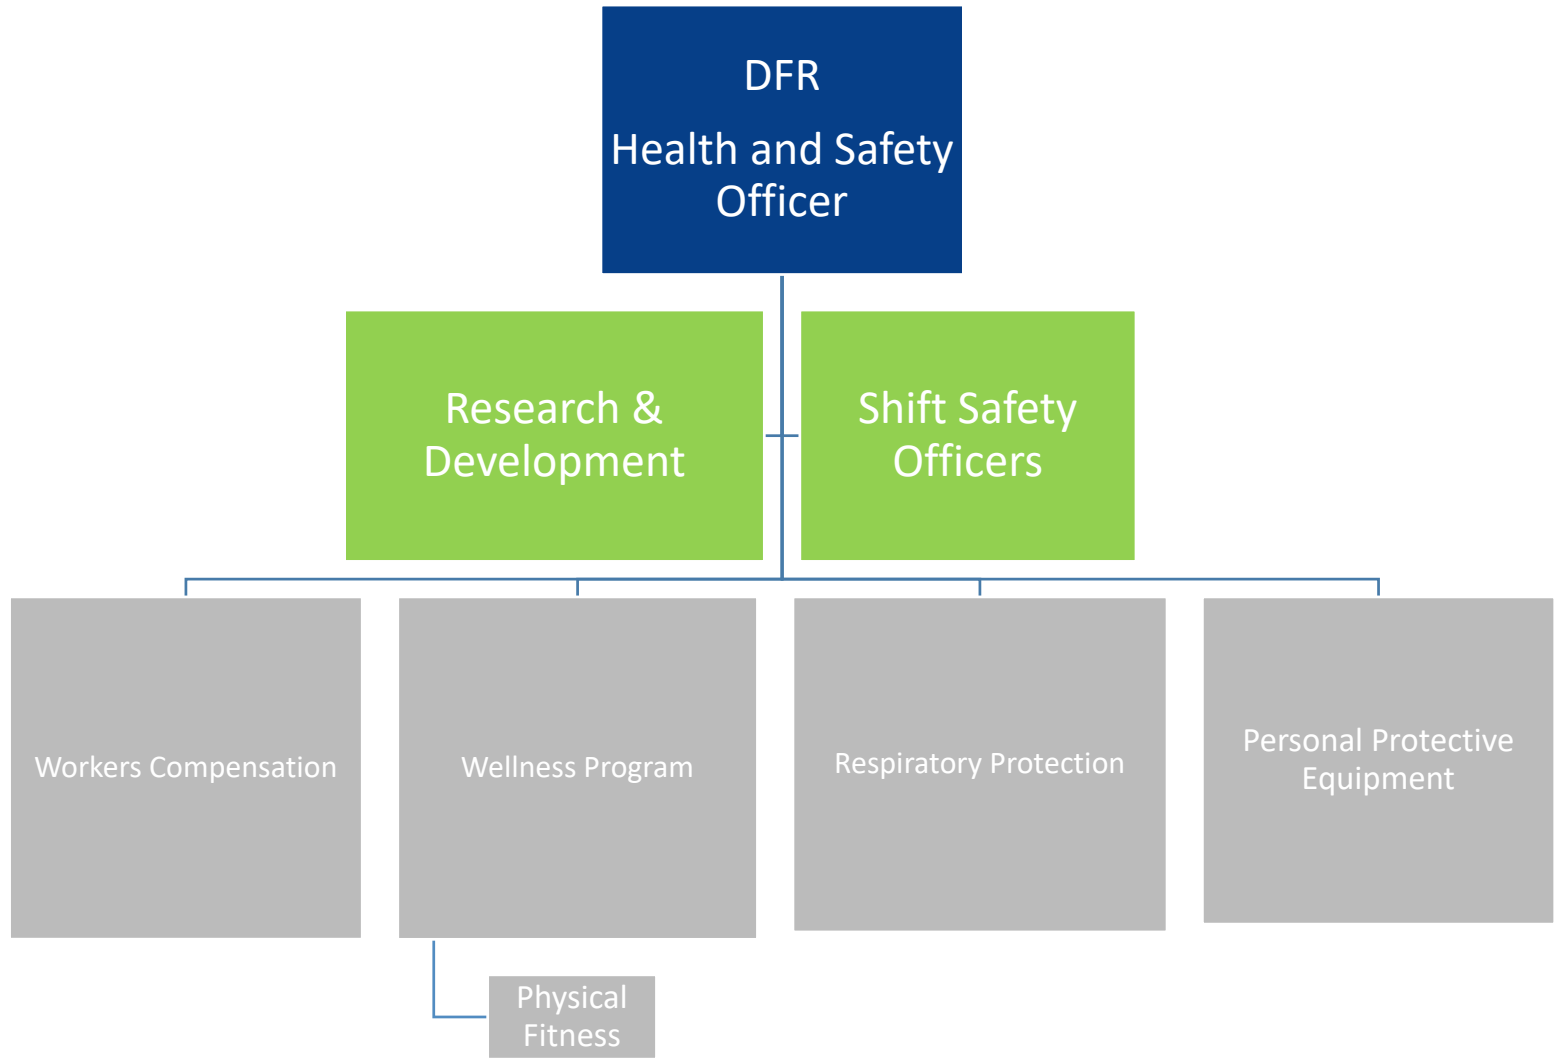 DFR
Health and Safety
Officer
Research &
Development
Shift Safety
Officers
Workers Compensation
Wellness Program
Respiratory Protection
Personal Protective
Equipment
Physical
Fitness